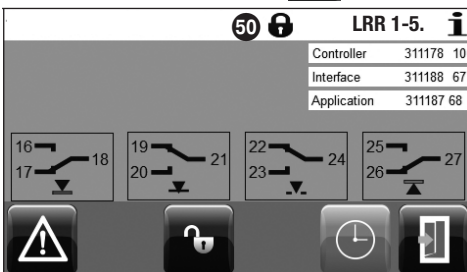 50 LRR 1-5. i
Controller 311178 10
Interface 311188 67
Application 311187 68
16 17 18 19 20 21 22 23 24 25 26 27